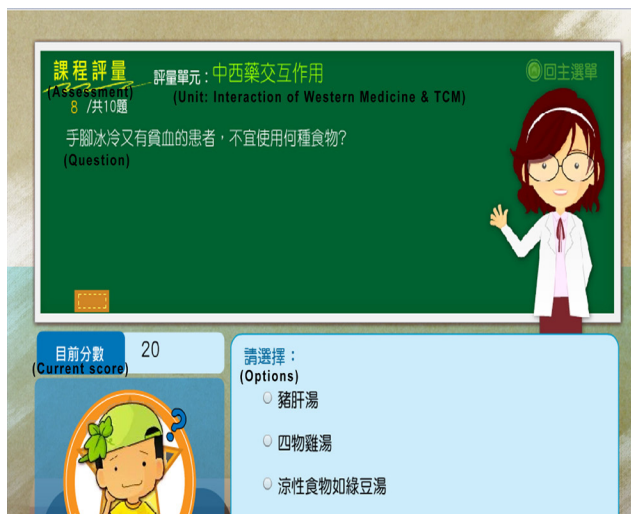 課程評量
(Assessment)
評量單元：中西藥交互作用
(Unit: Interaction of Western Medicine & TCM)
回主選單
8 /共10題
手腳冰冷又有貧血的患者，不宜使用何種食物?
(Question)
目前分數 20
(Current score)
請選擇：
(Options)
豬肝湯
四物雞湯
涼性食物如綠豆湯
?